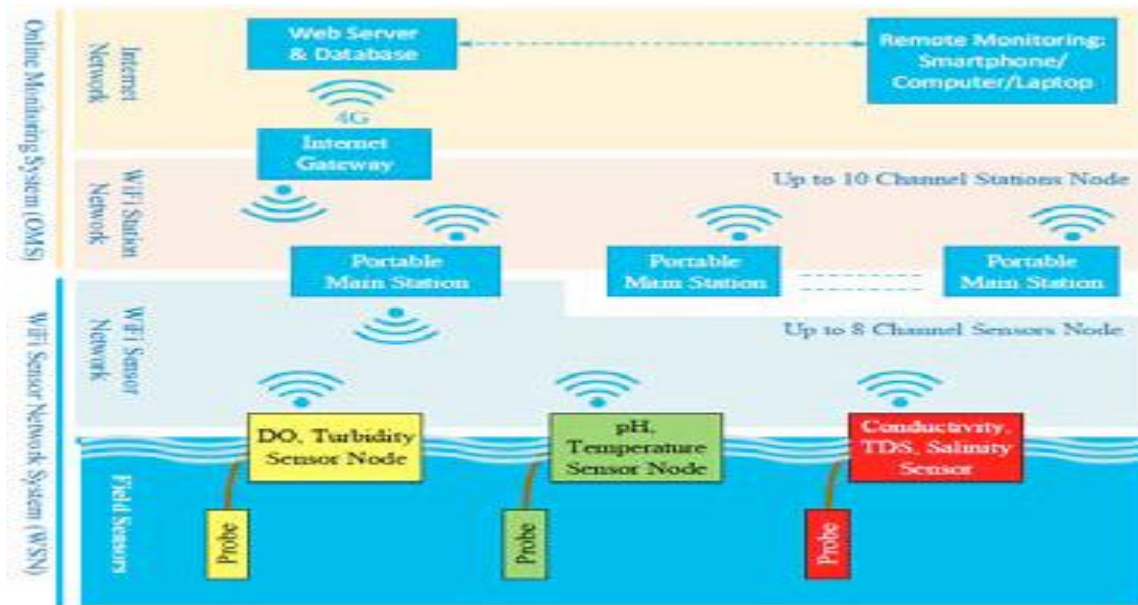 Online Monitoring System (OMS)
Internet
Network
Web Server
& Database
Remote Monitoring:
Smartphone/
Computer/Laptop
4G
Internet
Gateway
WiFi Station
Network
Up to 10 Channel Stations Node
Portable
Main Station
Portable
Main Station
Portable
Main Station
WiFi Sensor Network System (WSN)
WiFi Sensor
Network
Up to 8 Channel Sensors Node
DO, Turbidity
Sensor Node
pH,
Temperature
Sensor Node
Conductivity,
TDS, Salinity
Sensor
Field Sensors
Probe
Probe
Probe